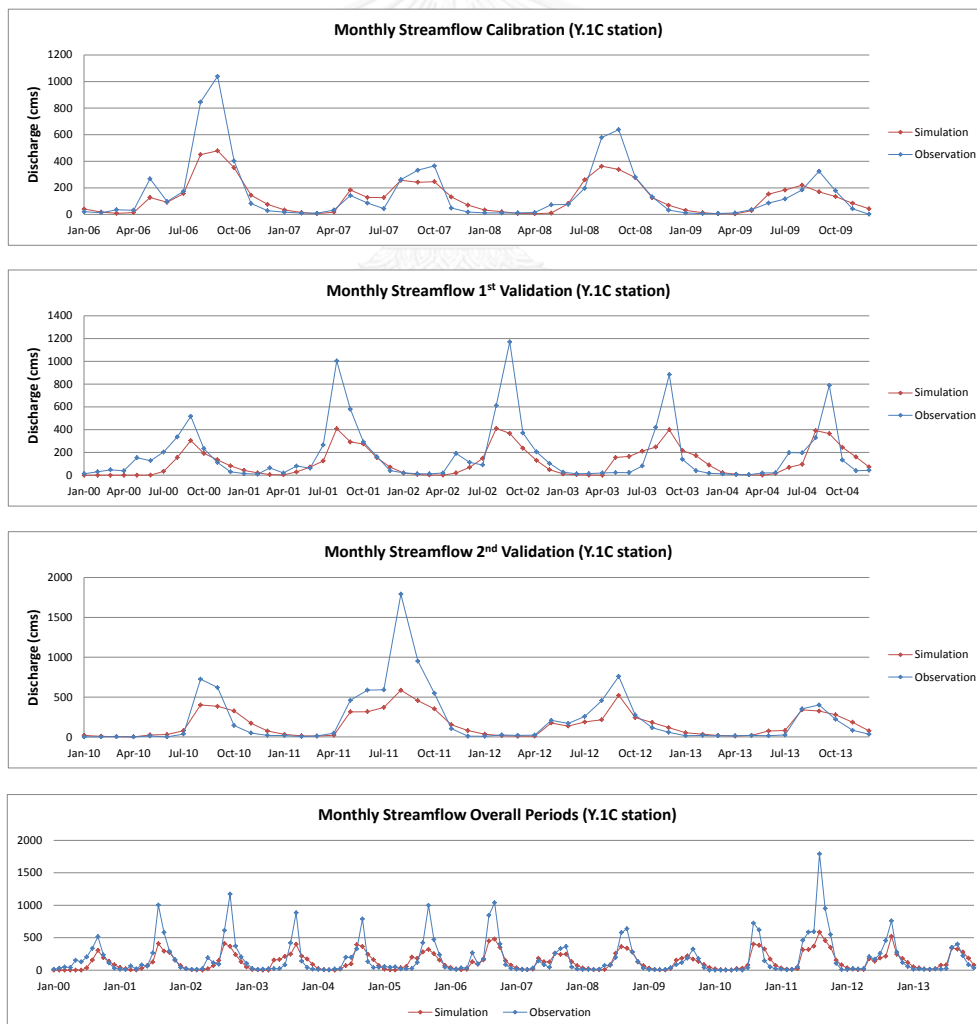 Monthly Streamflow Calibration (Y.1C station)
1200
1000
800
600
400
200
0
Discharge (cms)
Jan-06 Apr-06 Jul-06 Oct-06 Jan-07 Apr-07 Jul-07 Oct-07 Jan-08 Apr-08 Jul-08 Oct-08 Jan-09 Apr-09 Jul-09 Oct-09
Simulation
Observation
Monthly Streamflow 1st Validation (Y.1C station)
1400
1200
1000
800
600
400
200
0
Discharge (cms)
Jan-00 Apr-00 Jul-00 Oct-00 Jan-01 Apr-01 Jul-01 Oct-01 Jan-02 Apr-02 Jul-02 Oct-02 Jan-03 Apr-03 Jul-03 Oct-03 Jan-04 Apr-04 Jul-04 Oct-04
Simulation
Observation
Monthly Streamflow 2nd Validation (Y.1C station)
2000
1500
1000
500
0
Discharge (cms)
Jan-10 Apr-10 Jul-10 Oct-10 Jan-11 Apr-11 Jul-11 Oct-11 Jan-12 Apr-12 Jul-12 Oct-12 Jan-13 Apr-13 Jul-13 Oct-13
Simulation
Observation
Monthly Streamflow Overall Periods (Y.1C station)
2000
1500
1000
500
0
Discharge (cms)
Jan-00 Jan-01 Jan-02 Jan-03 Jan-04 Jan-05 Jan-06 Jan-07 Jan-08 Jan-09 Jan-10 Jan-11 Jan-12 Jan-13
Simulation Observation